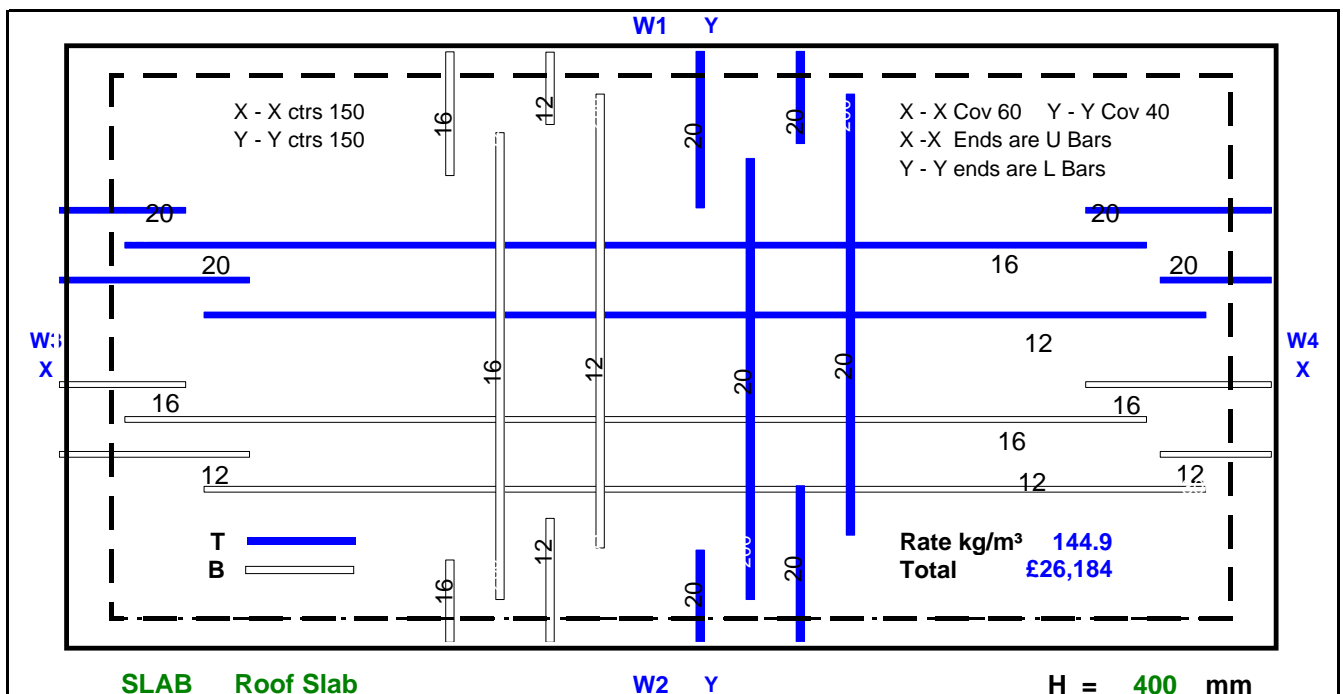 W1 Y
X - X ctrs 150
Y - Y ctrs 150
16
12
20
20
X - X Cov 60 Y - Y Cov 40
X -X Ends are U Bars
Y - Y ends are L Bars
20
20
20
16
20
W3
X
12
W4
X
16
12
20
20
16
16
16
12
12
12
T
B
16
12
20
20
Rate kg/m³ 144.9
Total £26,184
SLAB Roof Slab
W2 Y
H = 400 mm